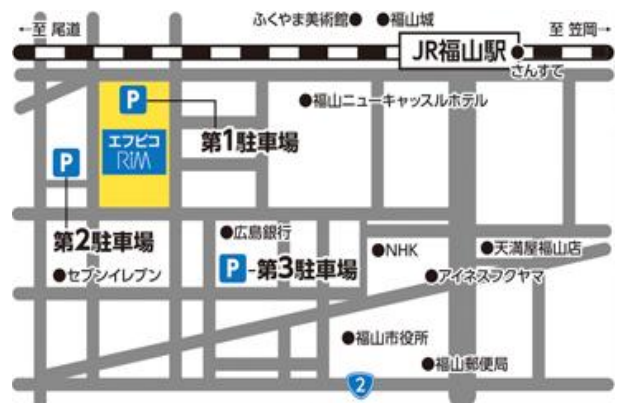 ふくやま美術館● ●福山城
←至 尾道
至 笠岡→
JR福山駅
さんすて
P
●福山ニューキャッスルホテル
第1駐車場
エフピコ
RiM
P
第2駐車場
●広島銀行
P-第3駐車場
●NHK
●天満屋福山店
●セブンイレブン
●アイネスフクヤマ
●福山市役所
●福山郵便局
2